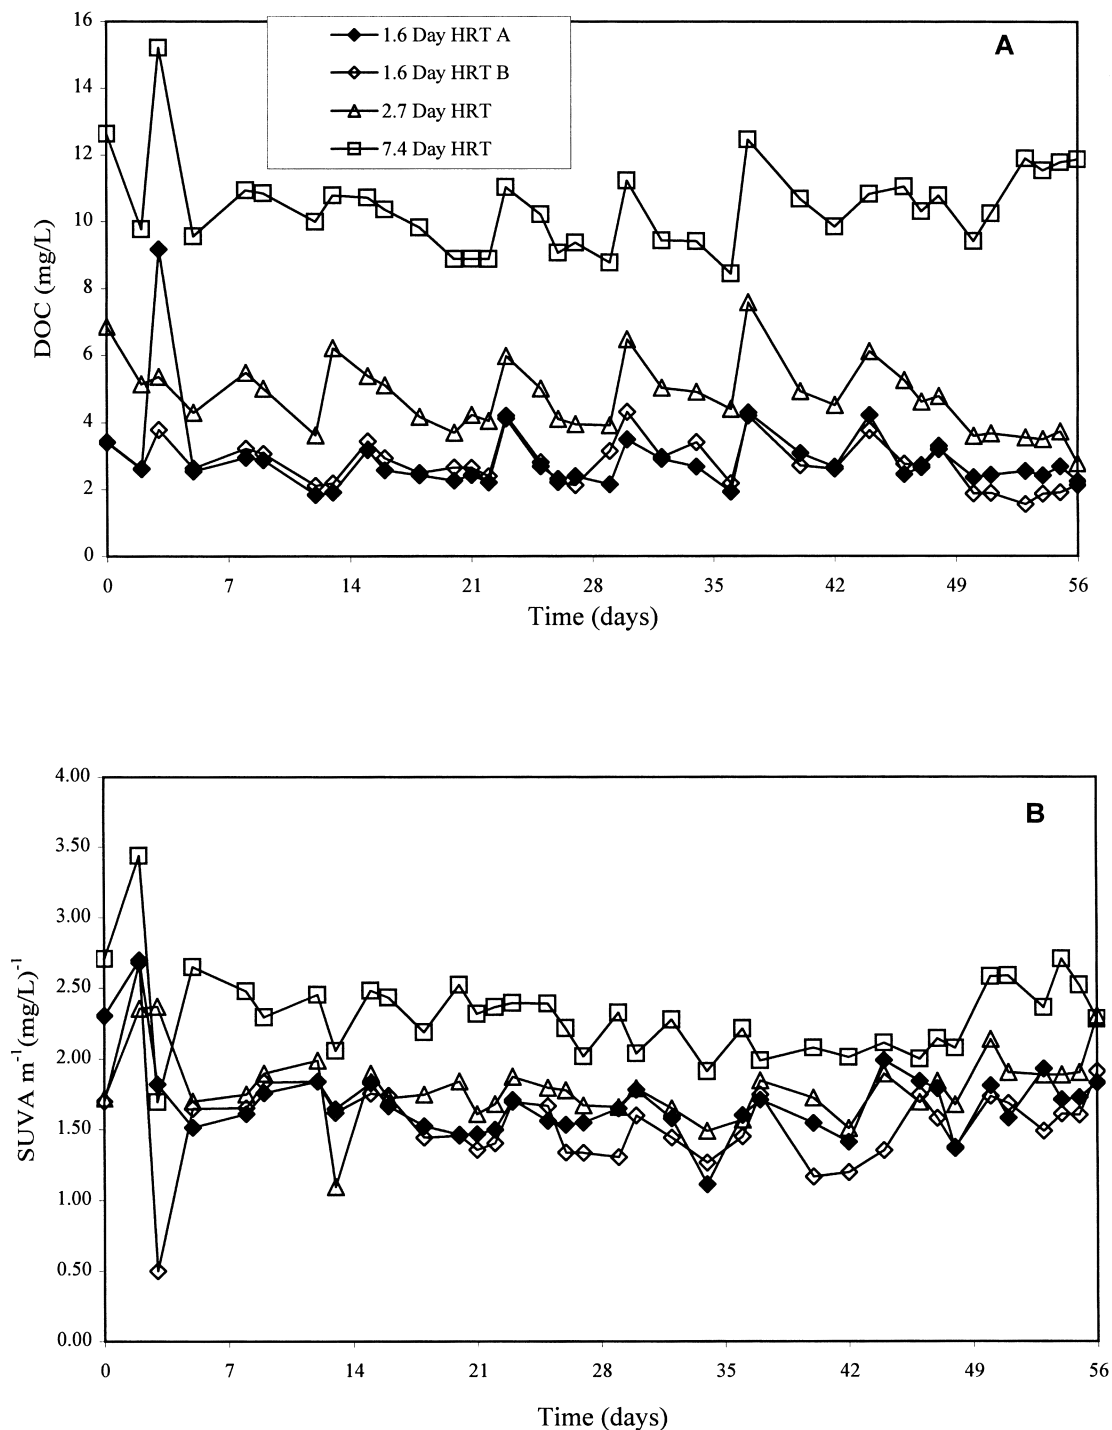 16
14
12
10
8
6
4
2
0
DOC (mg/L)
1.6 Day HRT A
1.6 Day HRT B
2.7 Day HRT
7.4 Day HRT
A
0 7 14 21 28 35 42 49 56
Time (days)
4.00
3.50
3.00
2.50
2.00
1.50
1.00
0.50
0.00
SUVA m⁻¹(mg/L)⁻¹
B
0 7 14 21 28 35 42 49 56
Time (days)